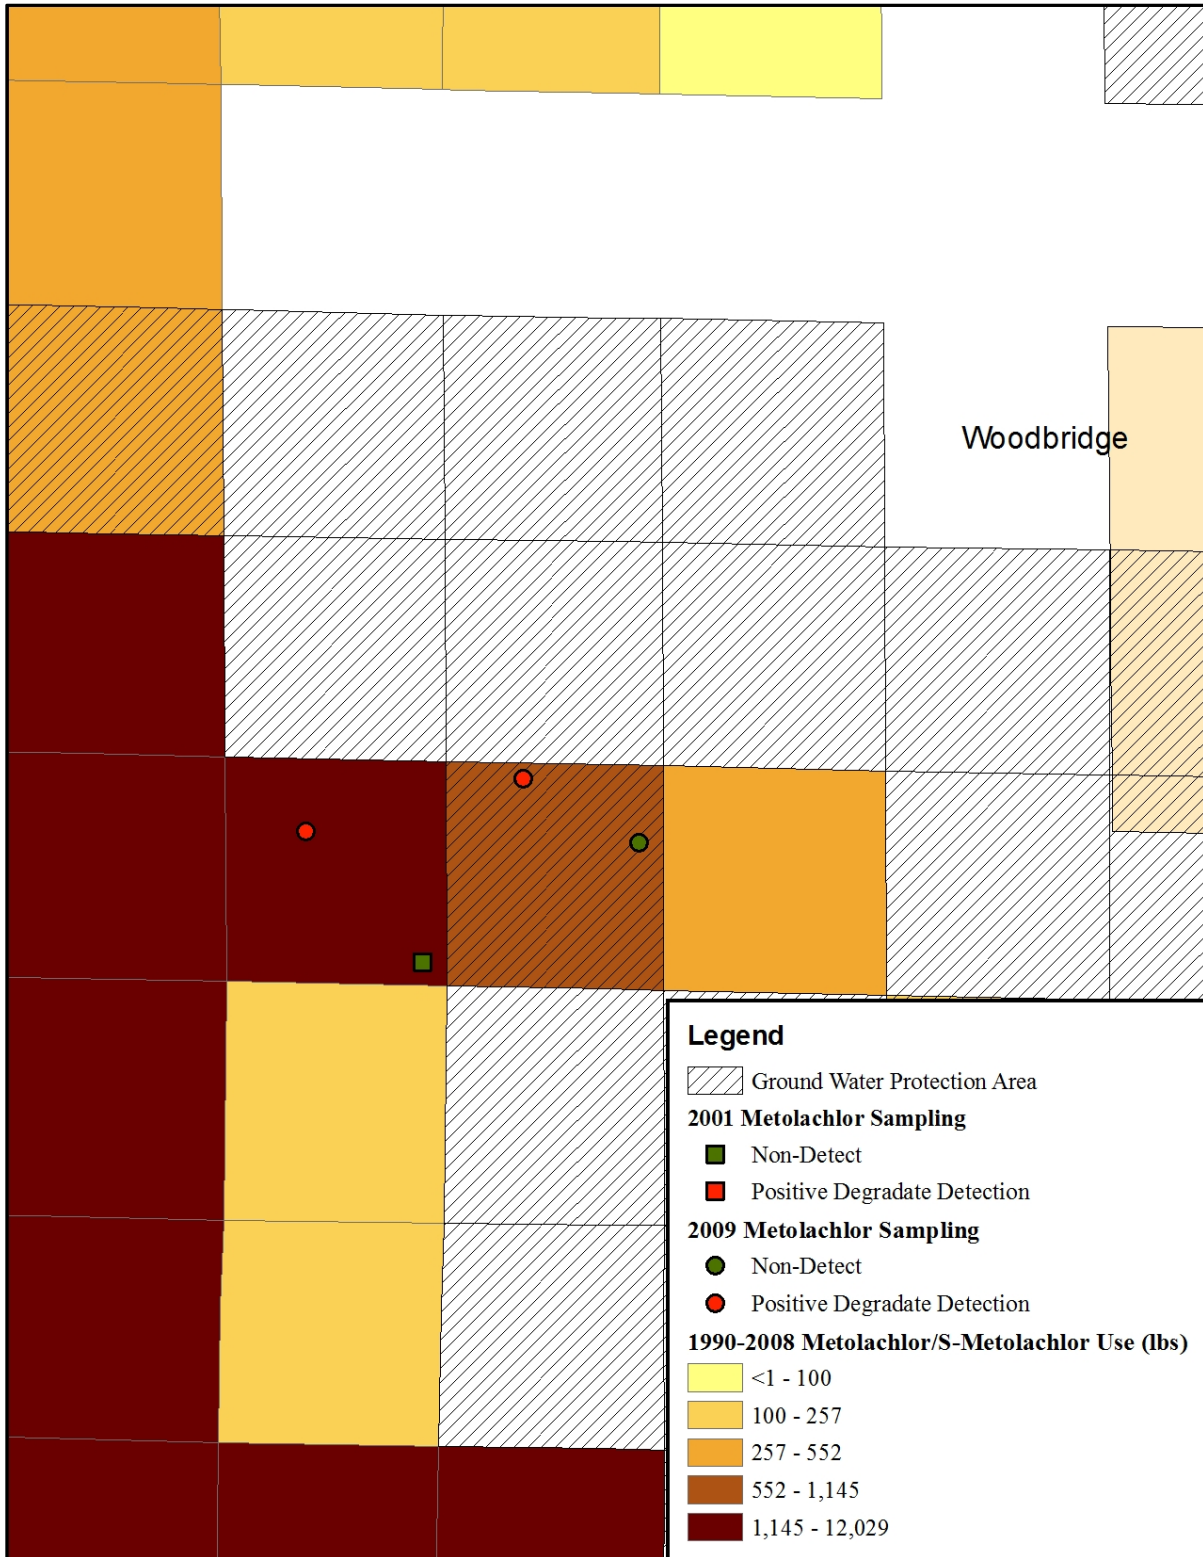 Woodbridge
Legend
Ground Water Protection Area
2001 Metolachlor Sampling
Non-Detect
Positive Degradate Detection
2009 Metolachlor Sampling
Non-Detect
Positive Degradate Detection
1990-2008 Metolachlor/S-Metolachlor Use (lbs)
<1 - 100
100 - 257
257 - 552
552 - 1,145
1,145 - 12,029